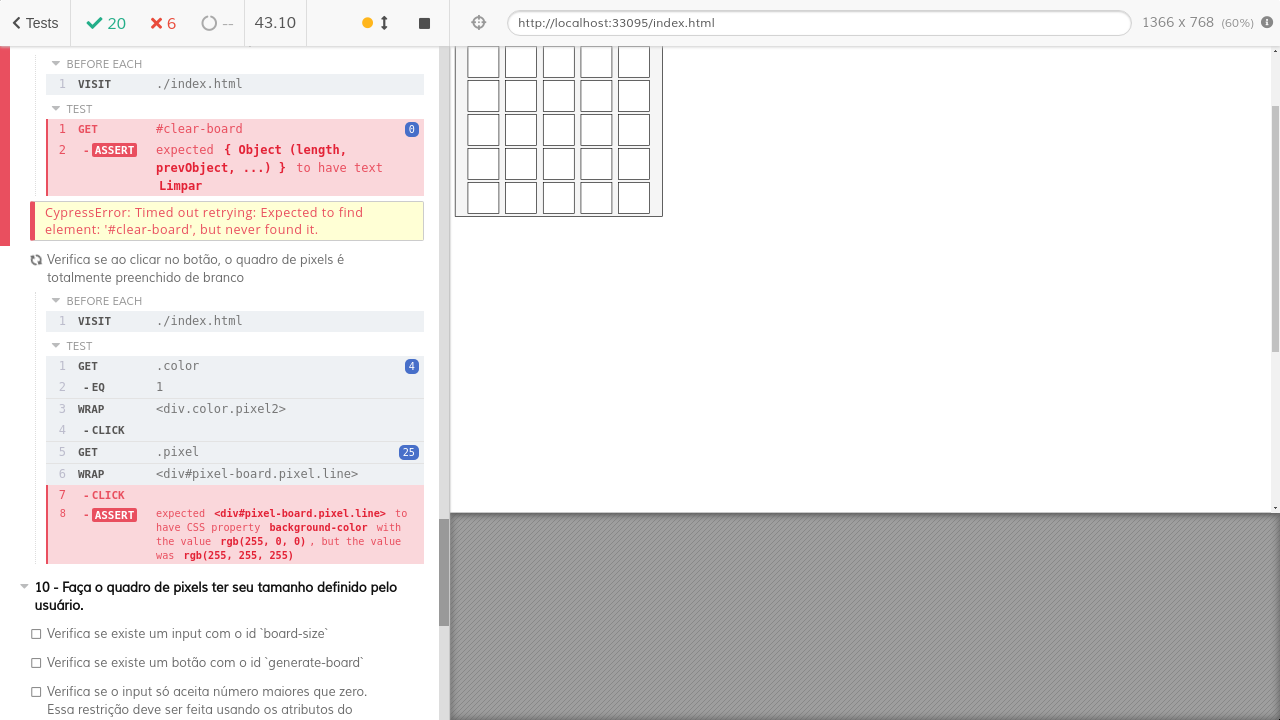 Tests 20 6 -- 43.10
http://localhost:33095/index.html 1366 x 768 (60%)
BEFORE EACH
1 VISIT ./index.html
TEST
1 GET #clear-board 0
2 - ASSERT expected { Object (length,
prevObject, ...) } to have text
Limpar
CypressError: Timed out retrying: Expected to find
element: '#clear-board', but never found it.
Verifica se ao clicar no botão, o quadro de pixels é
totalmente preenchido de branco
BEFORE EACH
1 VISIT ./index.html
TEST
1 GET .color 4
2 - EQ 1
3 WRAP <div.color.pixel2>
4 - CLICK
5 GET .pixel 25
6 WRAP <div#pixel-board.pixel.line>
7 - CLICK
8 - ASSERT expected <div#pixel-board.pixel.line> to
have CSS property background-color with
the value rgb(255, 0, 0) , but the value
was rgb(255, 255, 255)
10 - Faça o quadro de pixels ter seu tamanho definido pelo
usuário.
Verifica se existe um input com o id `board-size`
Verifica se existe um botão com o id `generate-board`
Verifica se o input só aceita número maiores que zero.
Essa restrição deve ser feita usando os atributos do